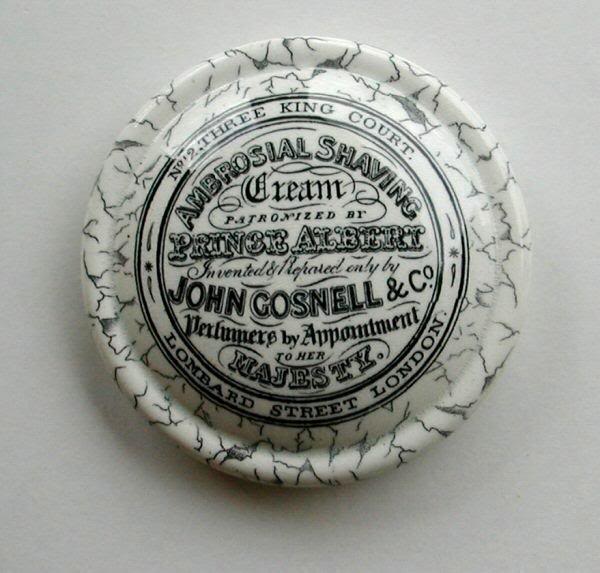 No. 2. THREE KING COURT.
AMBROSIAL SHAVING
Cream
PATRONIZED BY
PRINCE ALBERT
Invented & Prepared only by
JOHN GOSNELL & Co.
Perfumers by Appointment
TO HER
MAJESTY.
LOMBARD STREET LONDON.